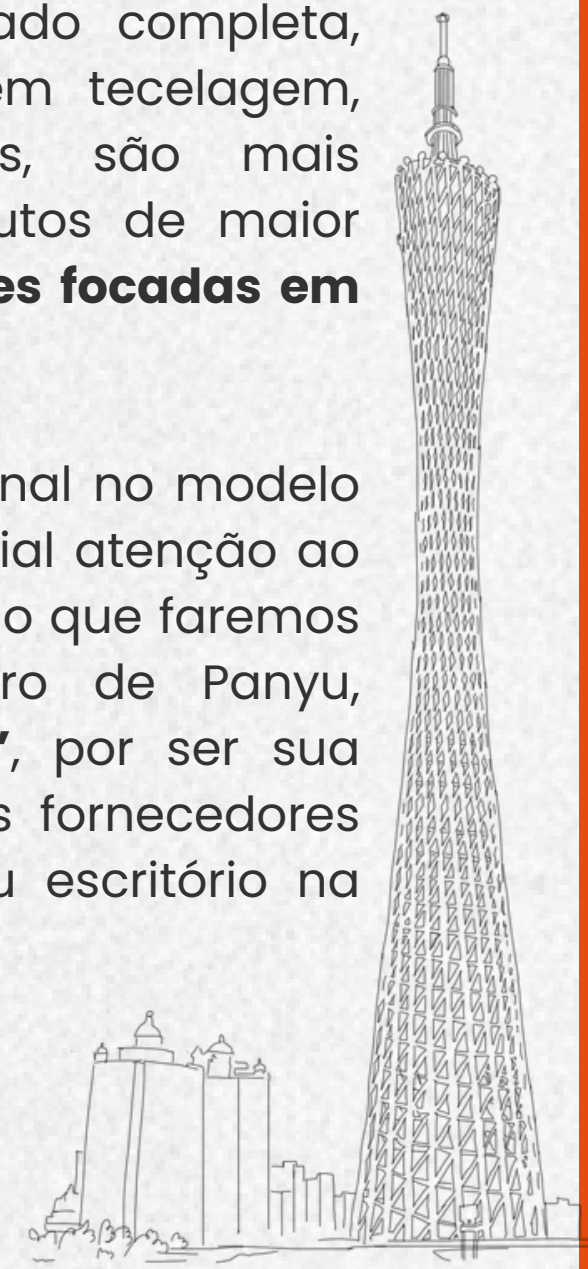 ado completa,
em tecelagem,
s, são mais
utos de maior
es focadas em
nal no modelo
ial atenção ao
o que faremos
ro de Panyu,
”, por ser sua
s fornecedores
u escritório na